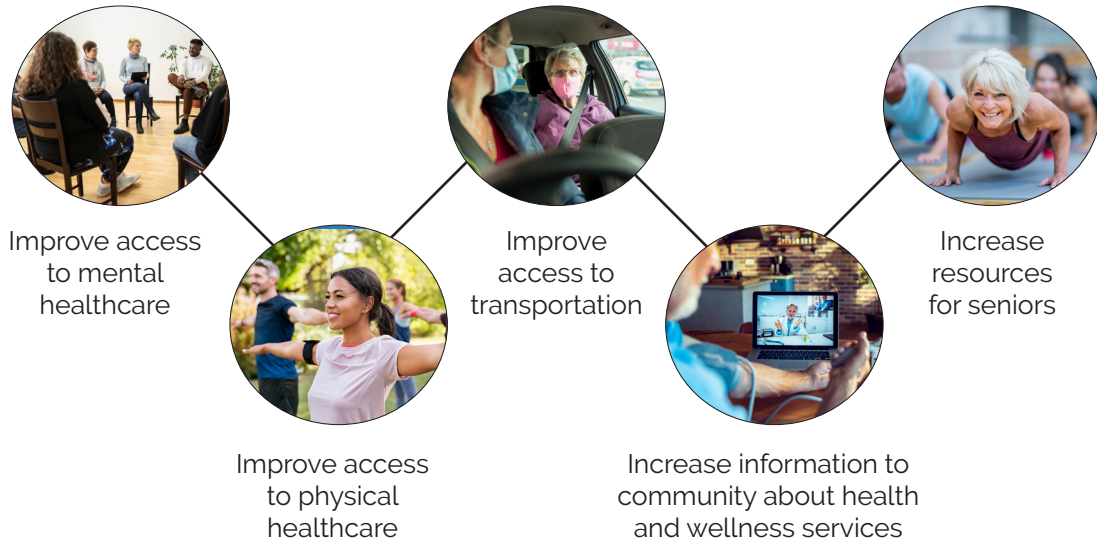 Improve access
to mental
healthcare
Improve access
to physical
healthcare
Improve
access to
transportation
Increase information to
community about health
and wellness services
Increase
resources
for seniors